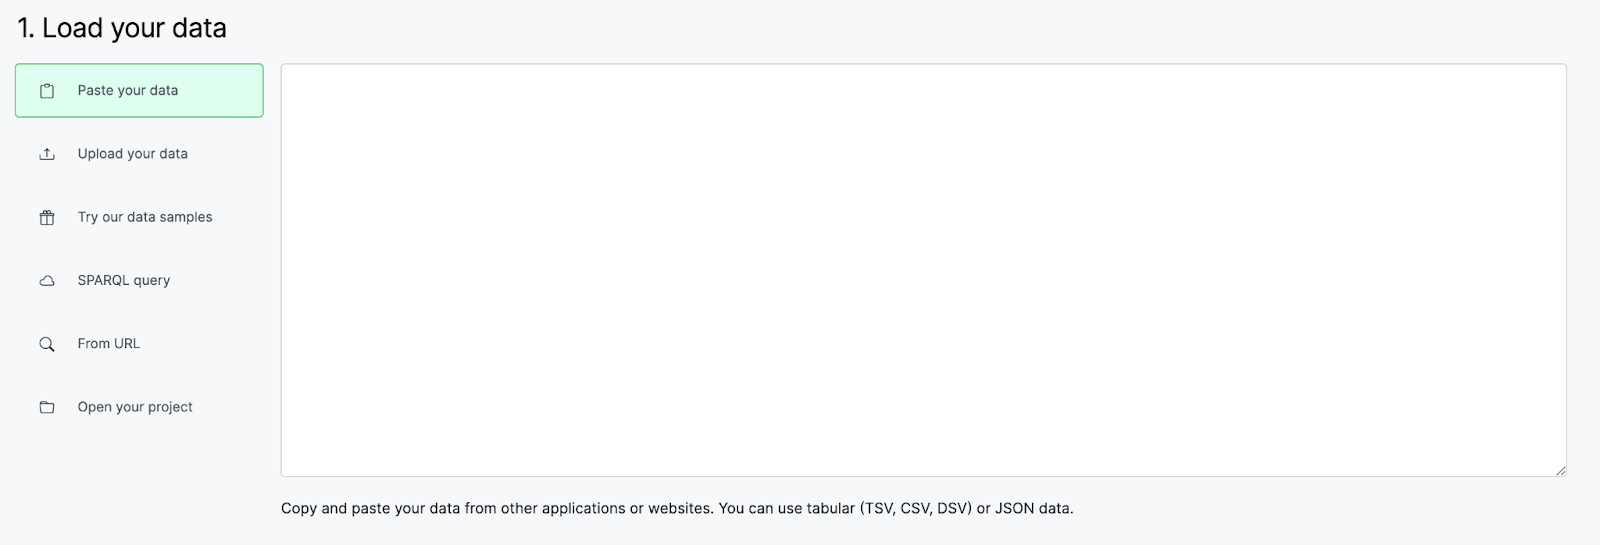 1. Load your data
Paste your data
Upload your data
Try our data samples
SPARQL query
From URL
Open your project
Copy and paste your data from other applications or websites. You can use tabular (TSV, CSV, DSV) or JSON data.